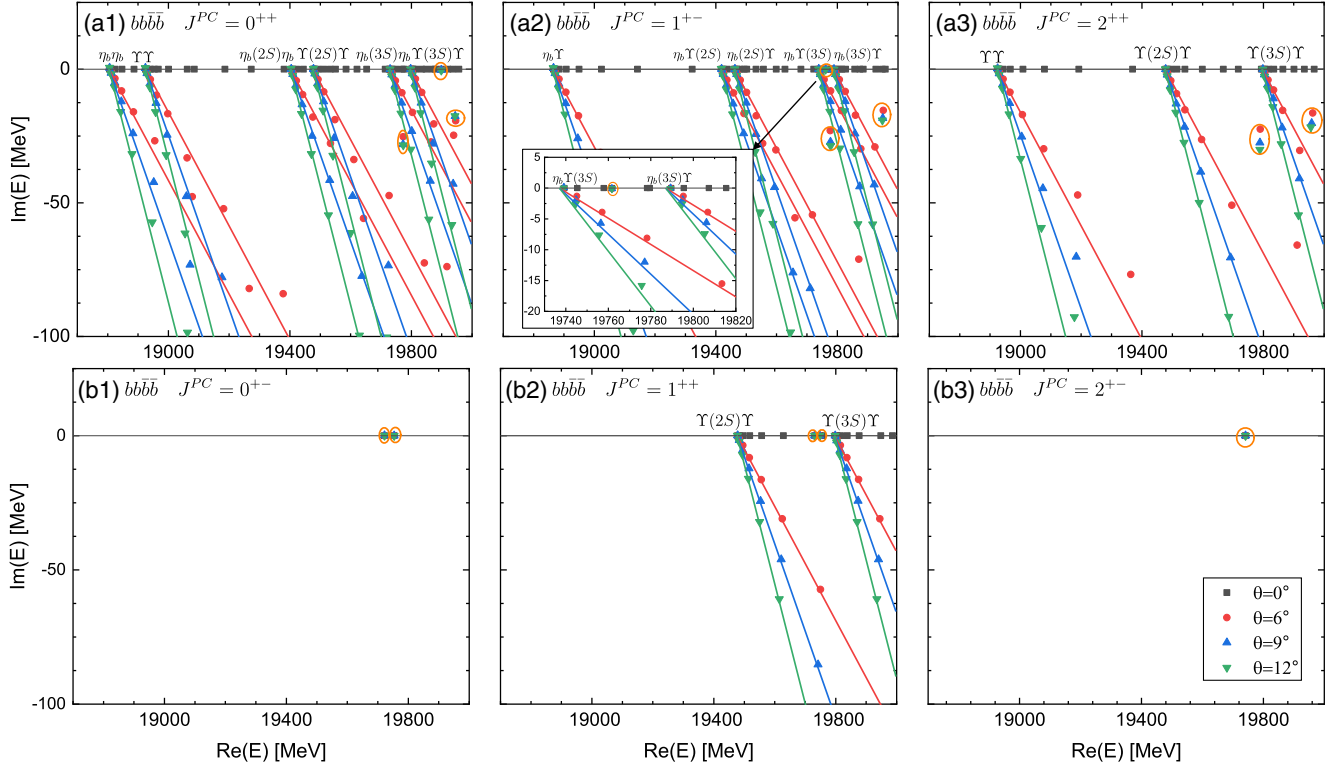 (a1) bbb̄b̄ J^{PC} = 0^{++}
η_bη_b ΥΥ η_b(2S)η_b Υ(2S)Υ η_b(3S)η_b Υ(3S)Υ
(a2) bbb̄b̄ J^{PC} = 1^{+-}
η_bΥ η_bΥ(2S) η_b(2S)Υ η_bΥ(3S) η_b(3S)Υ
(a3) bbb̄b̄ J^{PC} = 2^{++}
ΥΥ Υ(2S)Υ Υ(3S)Υ
Im(E) [MeV]
0
-50
-100
19000 19400 19800
5
0
-5
-10
-15
-20
η_bΥ(3S) η_b(3S)Υ
19740 19760 19780 19800 19820
19000 19400 19800
19000 19400 19800
(b1) bbb̄b̄ J^{PC} = 0^{+-}
(b2) bbb̄b̄ J^{PC} = 1^{++}
Υ(2S)Υ Υ(3S)Υ
(b3) bbb̄b̄ J^{PC} = 2^{+-}
Im(E) [MeV]
0
-50
-100
θ=0°
θ=6°
θ=9°
θ=12°
19000 19400 19800
19000 19400 19800
19000 19400 19800
Re(E) [MeV]
Re(E) [MeV]
Re(E) [MeV]